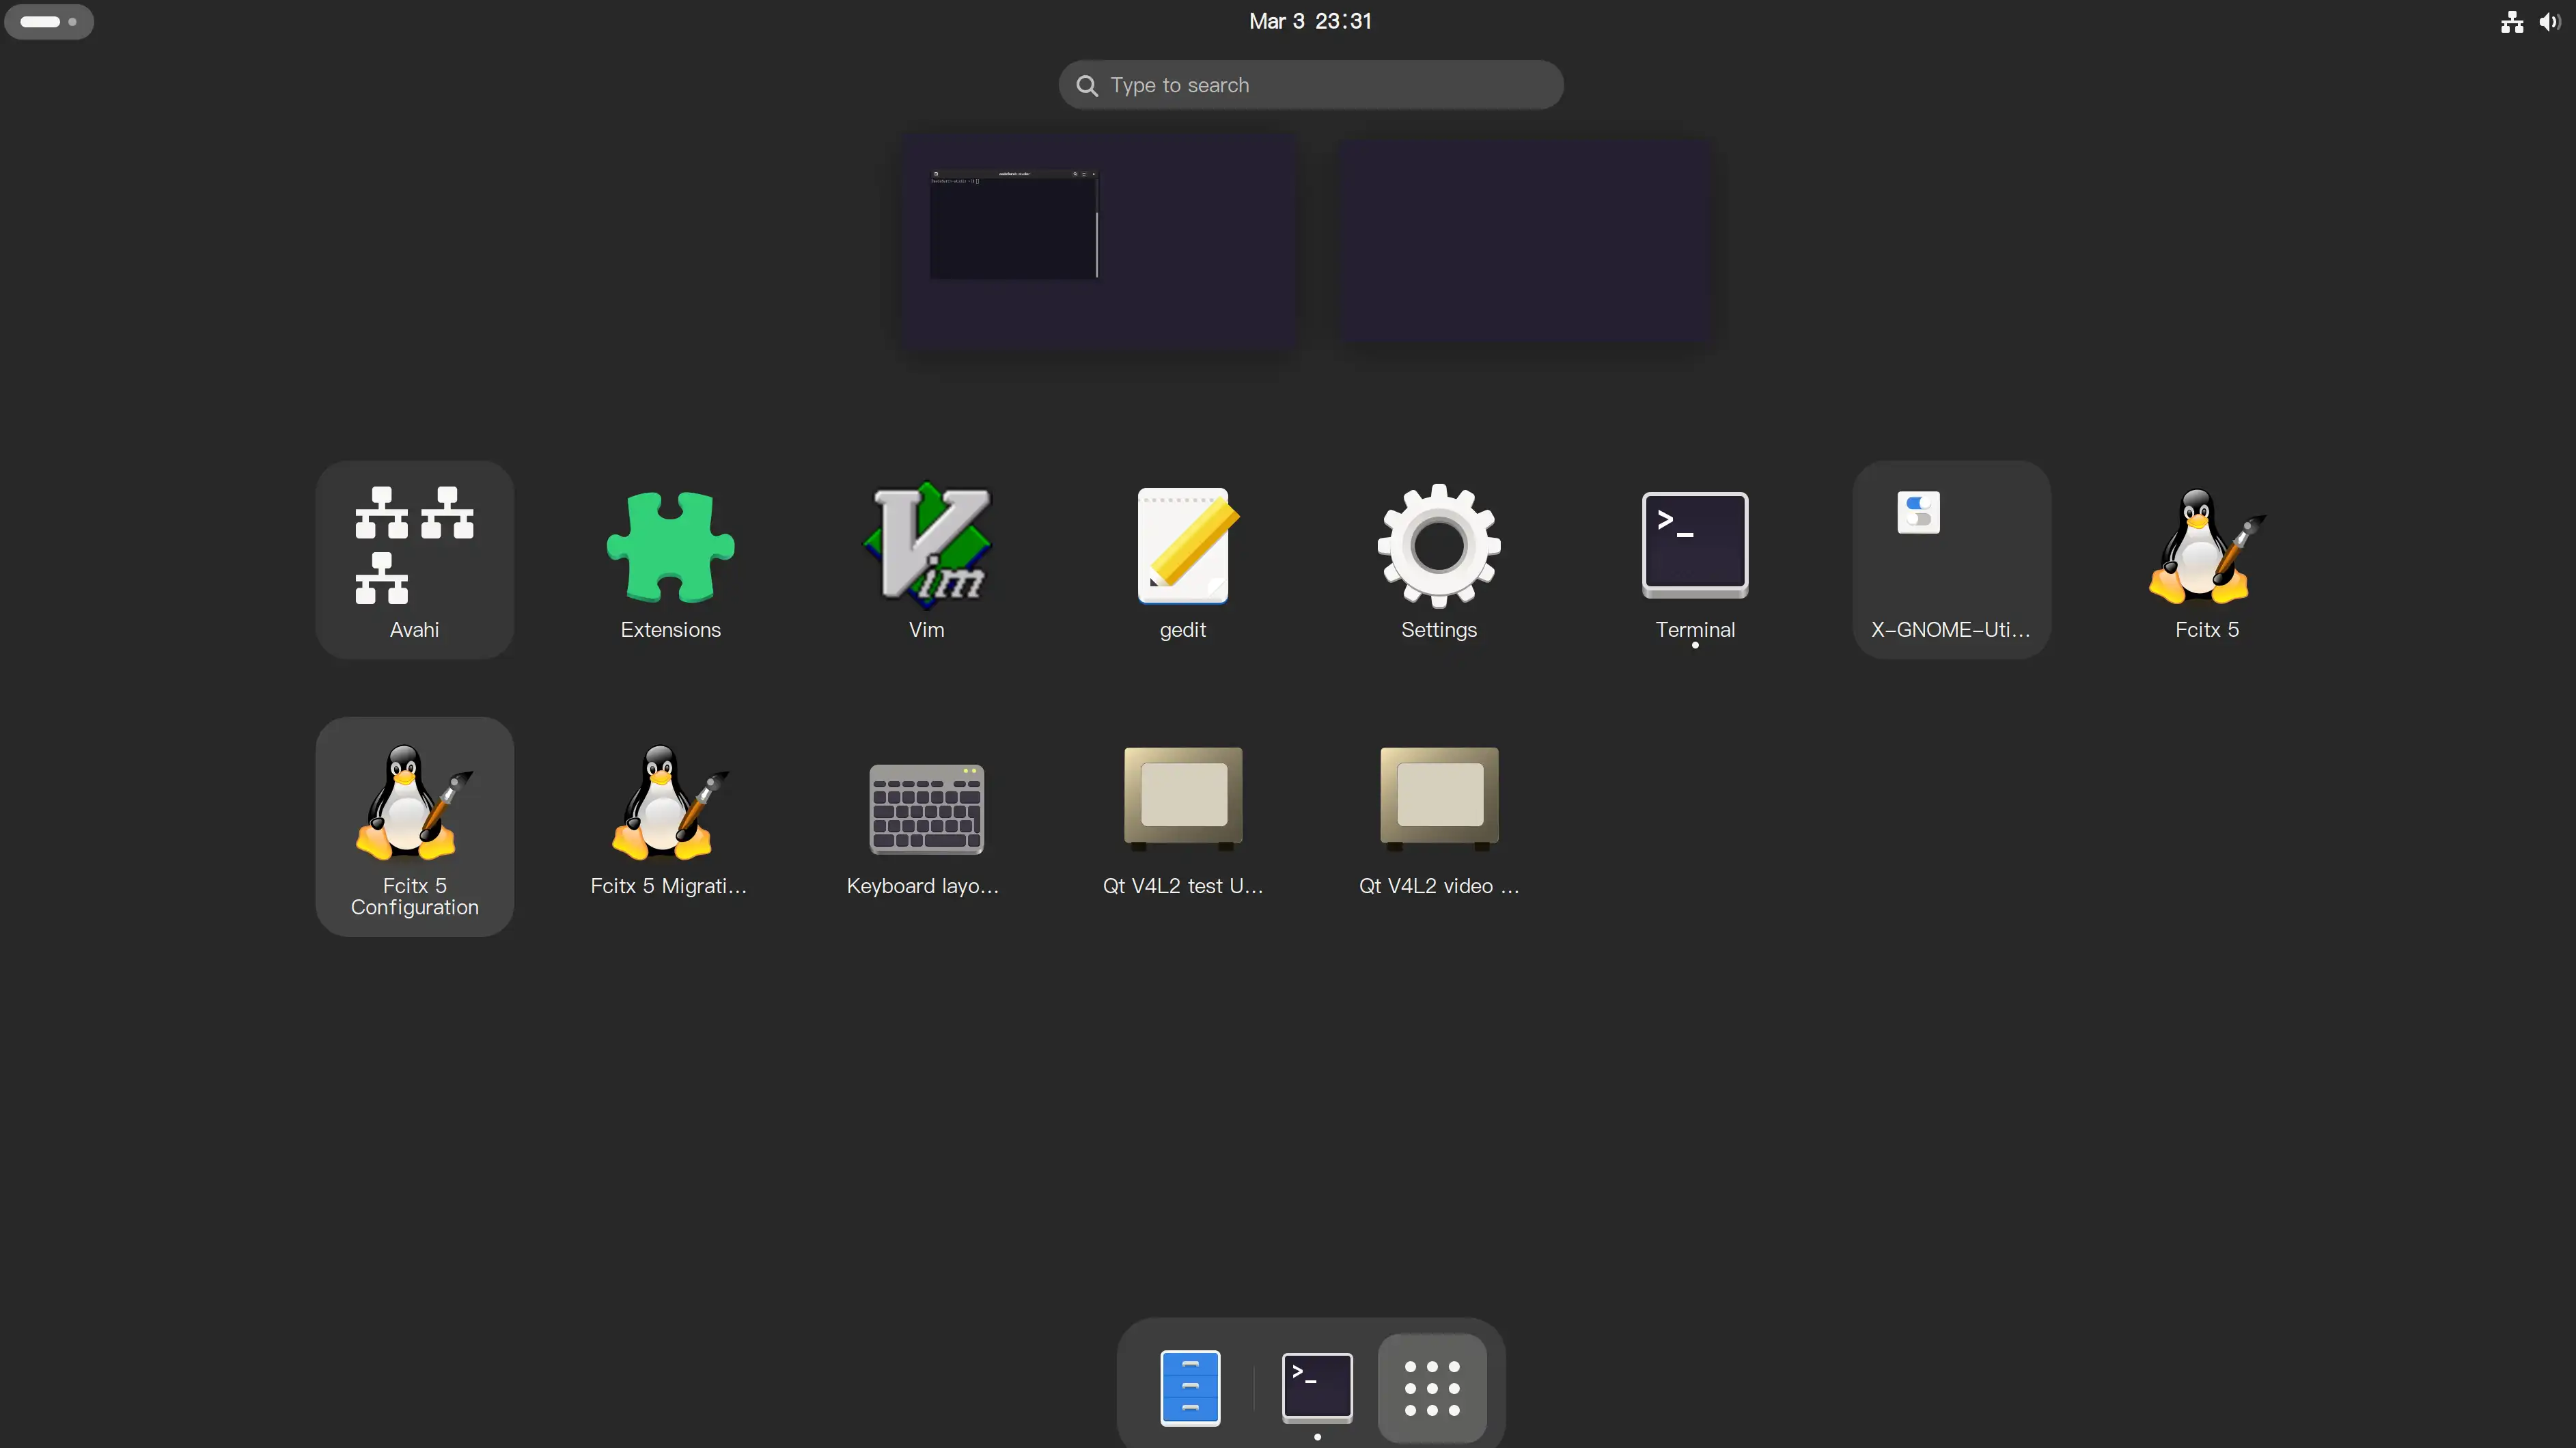 Mar 3 23:31
Type to search
Avahi
Extensions
Vim
gedit
Settings
>_
Terminal
X-GNOME-Uti...
Fcitx 5
Fcitx 5
Configuration
Fcitx 5 Migrati...
Keyboard layo...
Qt V4L2 test U...
Qt V4L2 video ...
>_